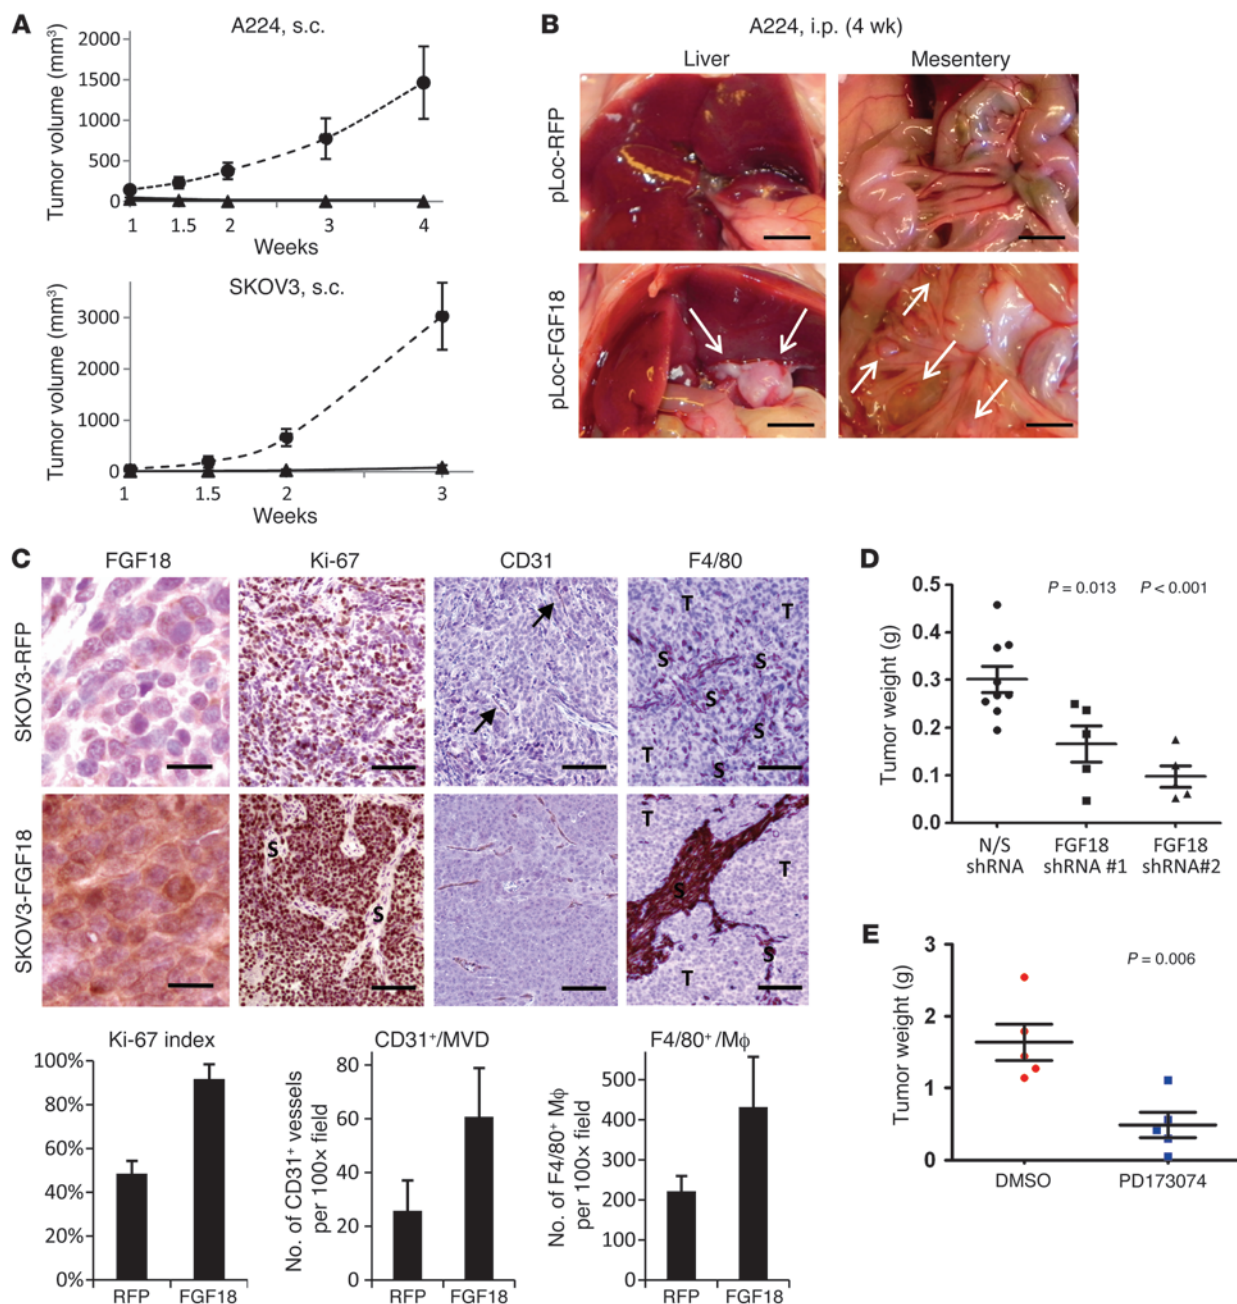 A
A224, s.c.
Tumor volume (mm³)
2000
1500
1000
500
0
1
1.5
2
3
4
Weeks
SKOV3, s.c.
Tumor volume (mm³)
3000
2000
1000
0
1
1.5
2
3
Weeks
B
A224, i.p. (4 wk)
Liver
Mesentery
pLoc-RFP
pLoc-FGF18
C
FGF18
Ki-67
CD31
F4/80
SKOV3-RFP
T
T
S
S
S
S
T
T
S
SKOV3-FGF18
S
S
T
T
S
S
T
Ki-67 index
100%
80%
60%
40%
20%
0%
RFP
FGF18
CD31⁺/MVD
No. of CD31⁺ vessels
per 100× field
80
60
40
20
0
RFP
FGF18
F4/80⁺/Mϕ
No. of F4/80⁺ Mϕ
per 100× field
500
400
300
200
100
0
RFP
FGF18
D
Tumor weight (g)
0.5
0.4
0.3
0.2
0.1
0.0
P = 0.013
P < 0.001
N/S
shRNA
FGF18
shRNA #1
FGF18
shRNA#2
E
Tumor weight (g)
3
2
1
0
P = 0.006
DMSO
PD173074